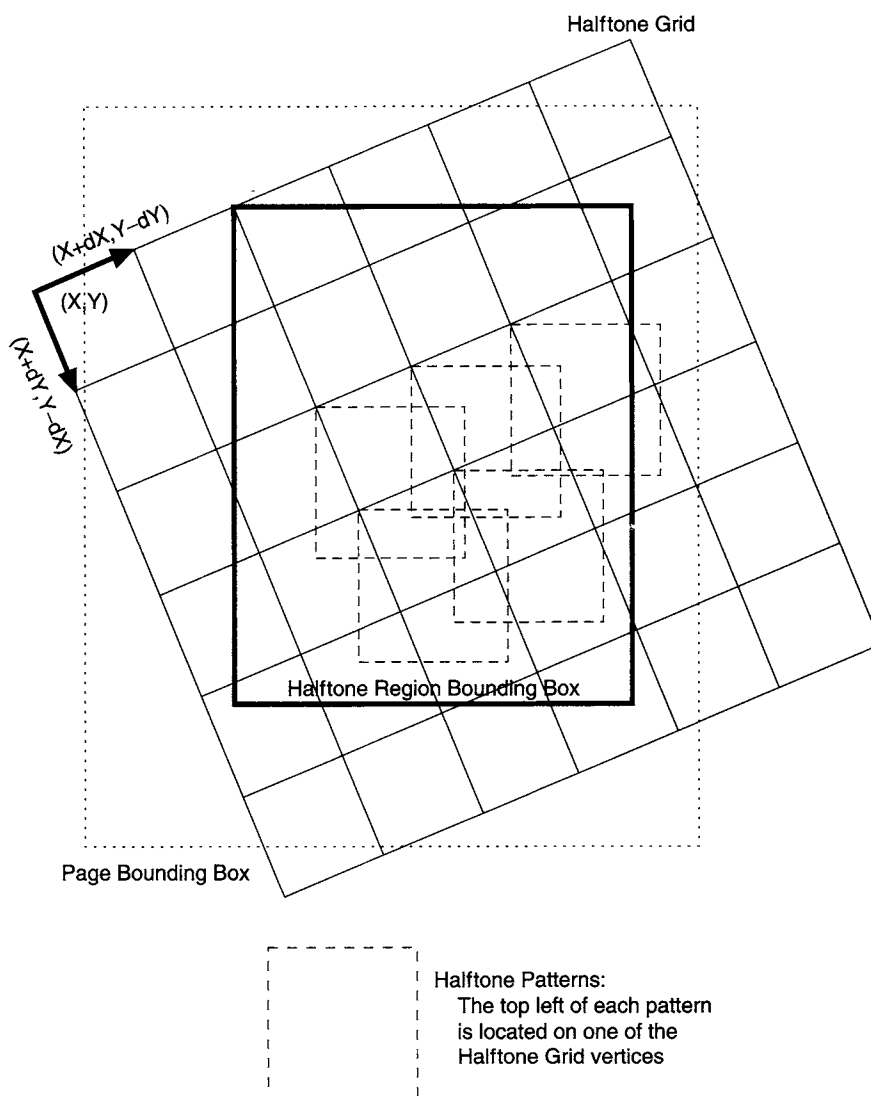 Halftone Grid
(X+dX,Y−dY)
(X,Y)
(X+dY,Y−dX)
Halftone Region Bounding Box
Page Bounding Box
Halftone Patterns:
The top left of each pattern
is located on one of the
Halftone Grid vertices